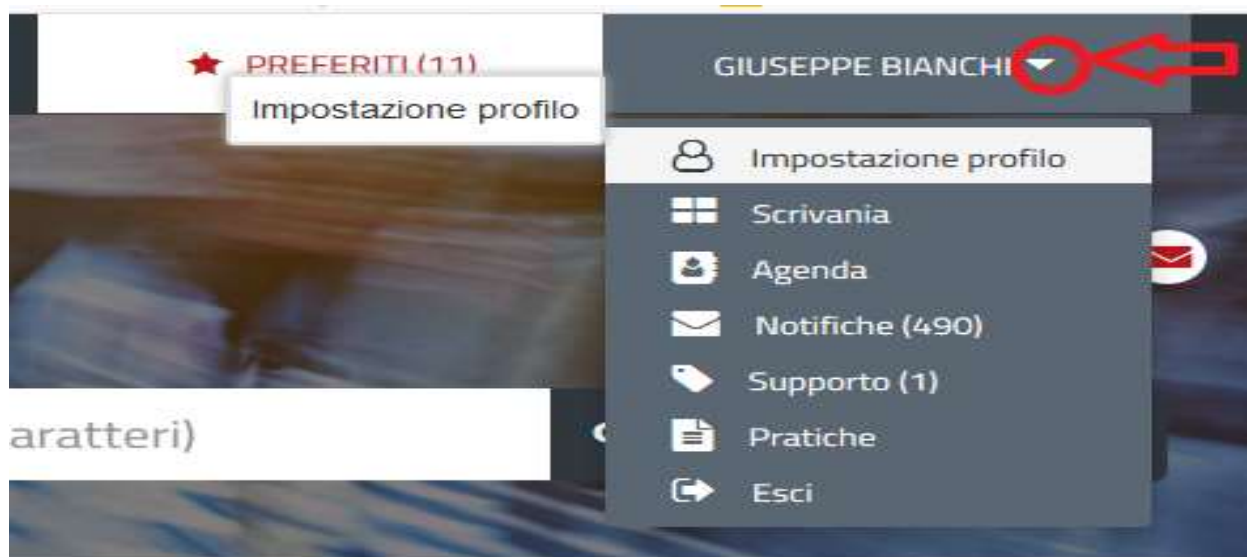 PREFERITI (11)
GIUSEPPE BIANCHI
Impostazione profilo
Impostazione profilo
Scrivania
Agenda
Notifiche (490)
Supporto (1)
aratteri)
Pratiche
Esci